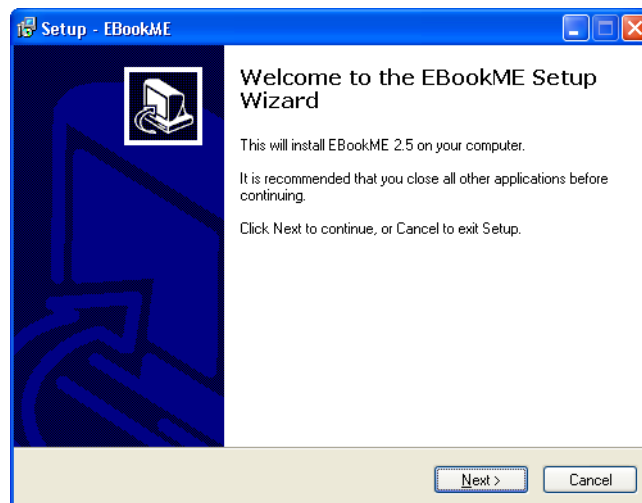 Setup - EBookME
Welcome to the EBookME Setup
Wizard
This will install EBookME 2.5 on your computer.
It is recommended that you close all other applications before
continuing.
Click Next to continue, or Cancel to exit Setup.
Next >
Cancel